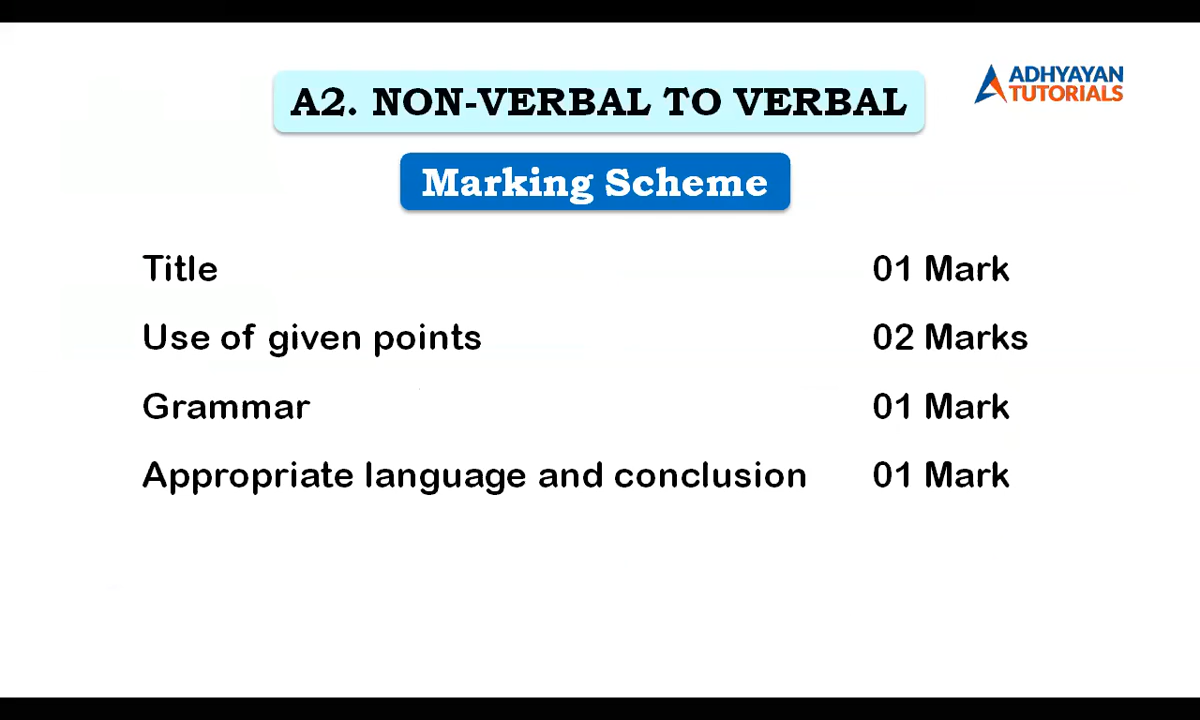 A2. NON-VERBAL TO VERBAL
ADHYAYAN
TUTORIALS
Marking Scheme
Title 01 Mark
Use of given points 02 Marks
Grammar 01 Mark
Appropriate language and conclusion 01 Mark